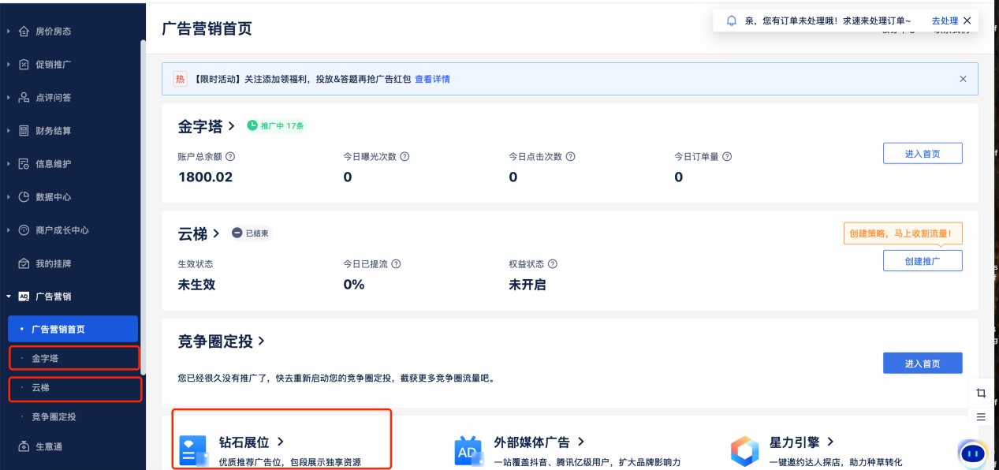 房价房态
促销推广
点评问答
财务结算
信息维护
数据中心
商户成长中心
我的挂牌
AD 广告营销
广告营销首页
金字塔
云梯
竞争圈定投
生意通
广告营销首页
亲，您有订单未处理哦！求速来处理订单~ 去处理
热 【限时活动】关注添加领福利，投放&答题再抢广告红包 查看详情
金字塔 推广中 17条
账户总余额 今日曝光次数 今日点击次数 今日订单量
1800.02 0 0 0
进入首页
云梯 已结束
创建策略，马上收割流量！
生效状态 今日已提流 权益状态
未生效 0% 未开启
创建推广
竞争圈定投
您已经很久没有推广了，快去重新启动您的竞争圈定投，截获更多竞争圈流量吧。
进入首页
钻石展位
优质推荐广告位，包段展示独享资源
AD 外部媒体广告
一站覆盖抖音、腾讯亿级用户，扩大品牌影响力
星力引擎
一键邀约达人探店，助力种草转化